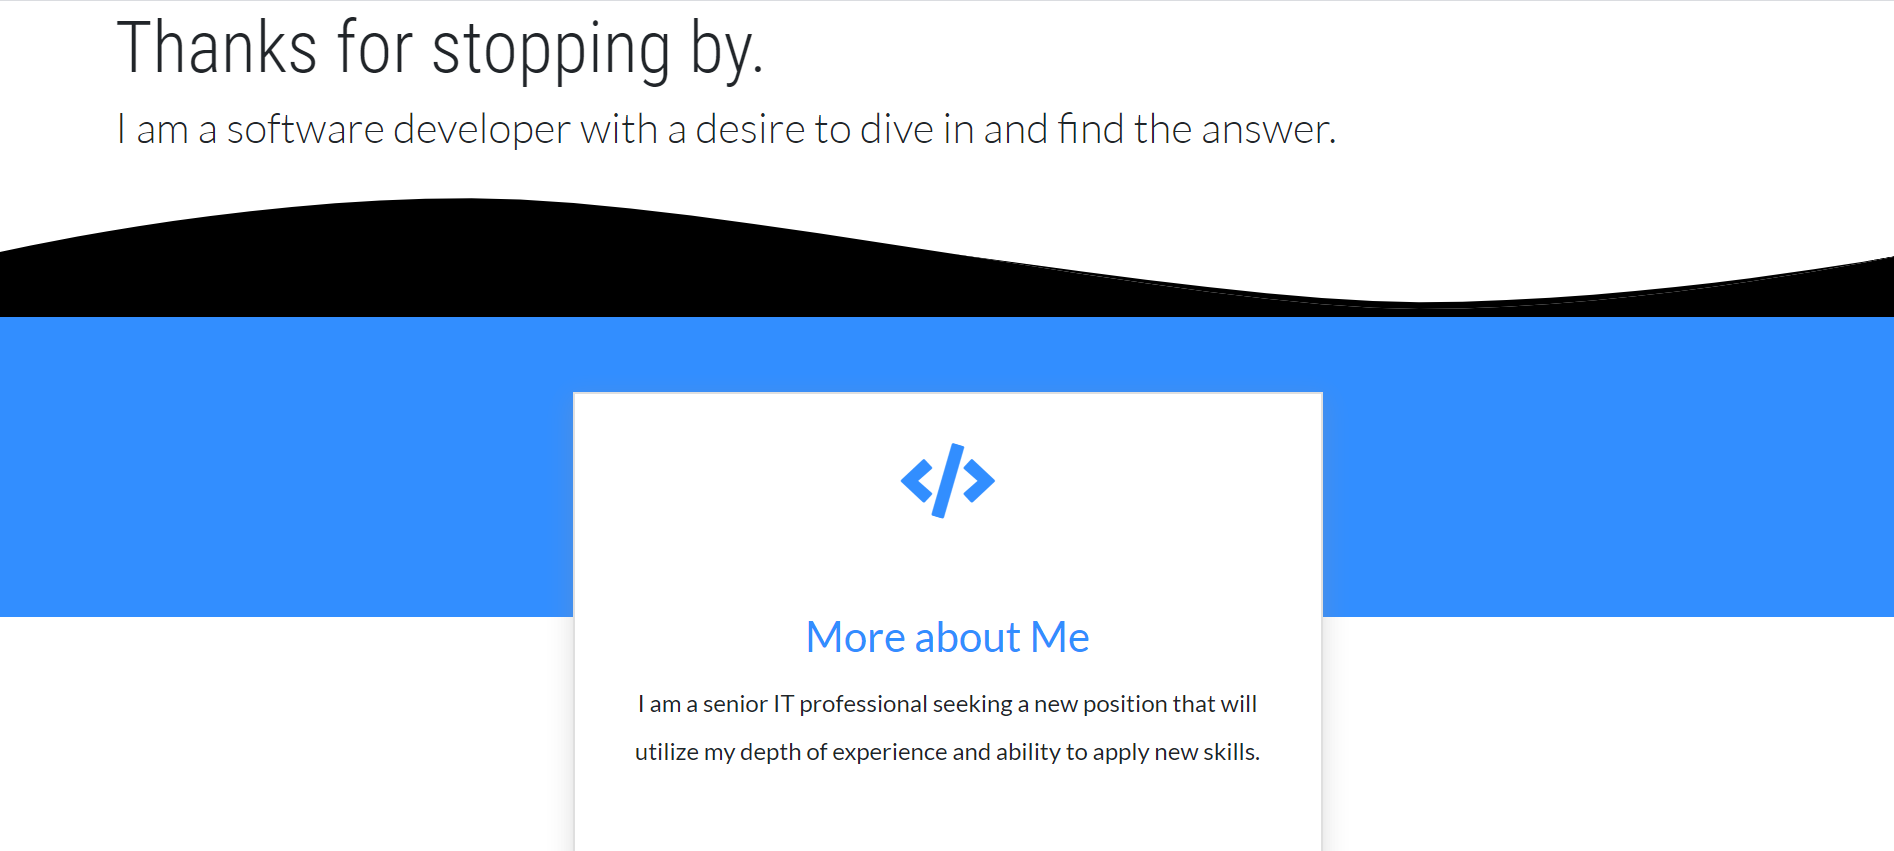 Thanks for stopping by.
I am a software developer with a desire to dive in and find the answer.
More about Me
I am a senior IT professional seeking a new position that will
utilize my depth of experience and ability to apply new skills.